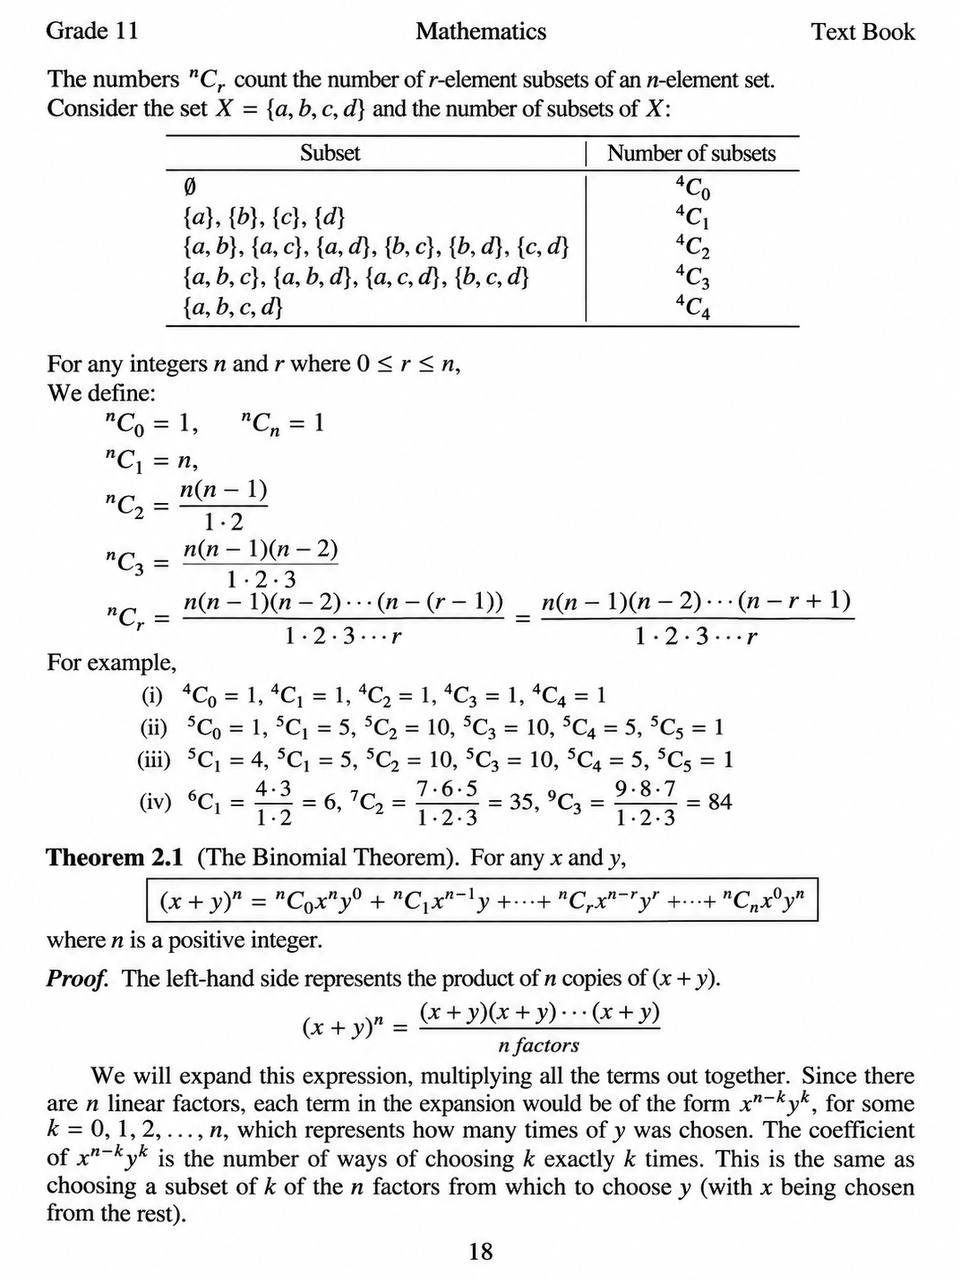 Grade 11 Mathematics Text Book
The numbers ⁿCᵣ count the number of r-element subsets of an n-element set.
Consider the set X = {a, b, c, d} and the number of subsets of X:
Subset | Number of subsets
∅ ⁴C₀
{a}, {b}, {c}, {d} ⁴C₁
{a, b}, {a, c}, {a, d}, {b, c}, {b, d}, {c, d} ⁴C₂
{a, b, c}, {a, b, d}, {a, c, d}, {b, c, d} ⁴C₃
{a, b, c, d} ⁴C₄
For any integers n and r where 0 ≤ r ≤ n,
We define:
ⁿC₀ = 1, ⁿCₙ = 1
ⁿC₁ = n,
ⁿC₂ = n(n − 1) / 1 · 2
ⁿC₃ = n(n − 1)(n − 2) / 1 · 2 · 3
ⁿCᵣ = n(n − 1)(n − 2) · · · (n − (r − 1)) / 1 · 2 · 3 · · · r = n(n − 1)(n − 2) · · · (n − r + 1) / 1 · 2 · 3 · · · r
For example,
(i) ⁴C₀ = 1, ⁴C₁ = 1, ⁴C₂ = 1, ⁴C₃ = 1, ⁴C₄ = 1
(ii) ⁵C₀ = 1, ⁵C₁ = 5, ⁵C₂ = 10, ⁵C₃ = 10, ⁵C₄ = 5, ⁵C₅ = 1
(iii) ⁵C₁ = 4, ⁵C₁ = 5, ⁵C₂ = 10, ⁵C₃ = 10, ⁵C₄ = 5, ⁵C₅ = 1
(iv) ⁶C₁ = 4·3 / 1·2 = 6, ⁷C₂ = 7·6·5 / 1·2·3 = 35, ⁹C₃ = 9·8·7 / 1·2·3 = 84
Theorem 2.1 (The Binomial Theorem). For any x and y,
(x + y)ⁿ = ⁿC₀xⁿy⁰ + ⁿC₁xⁿ⁻¹y +···+ ⁿCᵣxⁿ⁻ʳyʳ +···+ ⁿCₙx⁰yⁿ
where n is a positive integer.
Proof. The left-hand side represents the product of n copies of (x + y).
(x + y)ⁿ = (x + y)(x + y) · · · (x + y) / n factors
We will expand this expression, multiplying all the terms out together. Since there
are n linear factors, each term in the expansion would be of the form xⁿ⁻ᵏyᵏ, for some
k = 0, 1, 2, . . ., n, which represents how many times of y was chosen. The coefficient
of xⁿ⁻ᵏyᵏ is the number of ways of choosing k exactly k times. This is the same as
choosing a subset of k of the n factors from which to choose y (with x being chosen
from the rest).
18